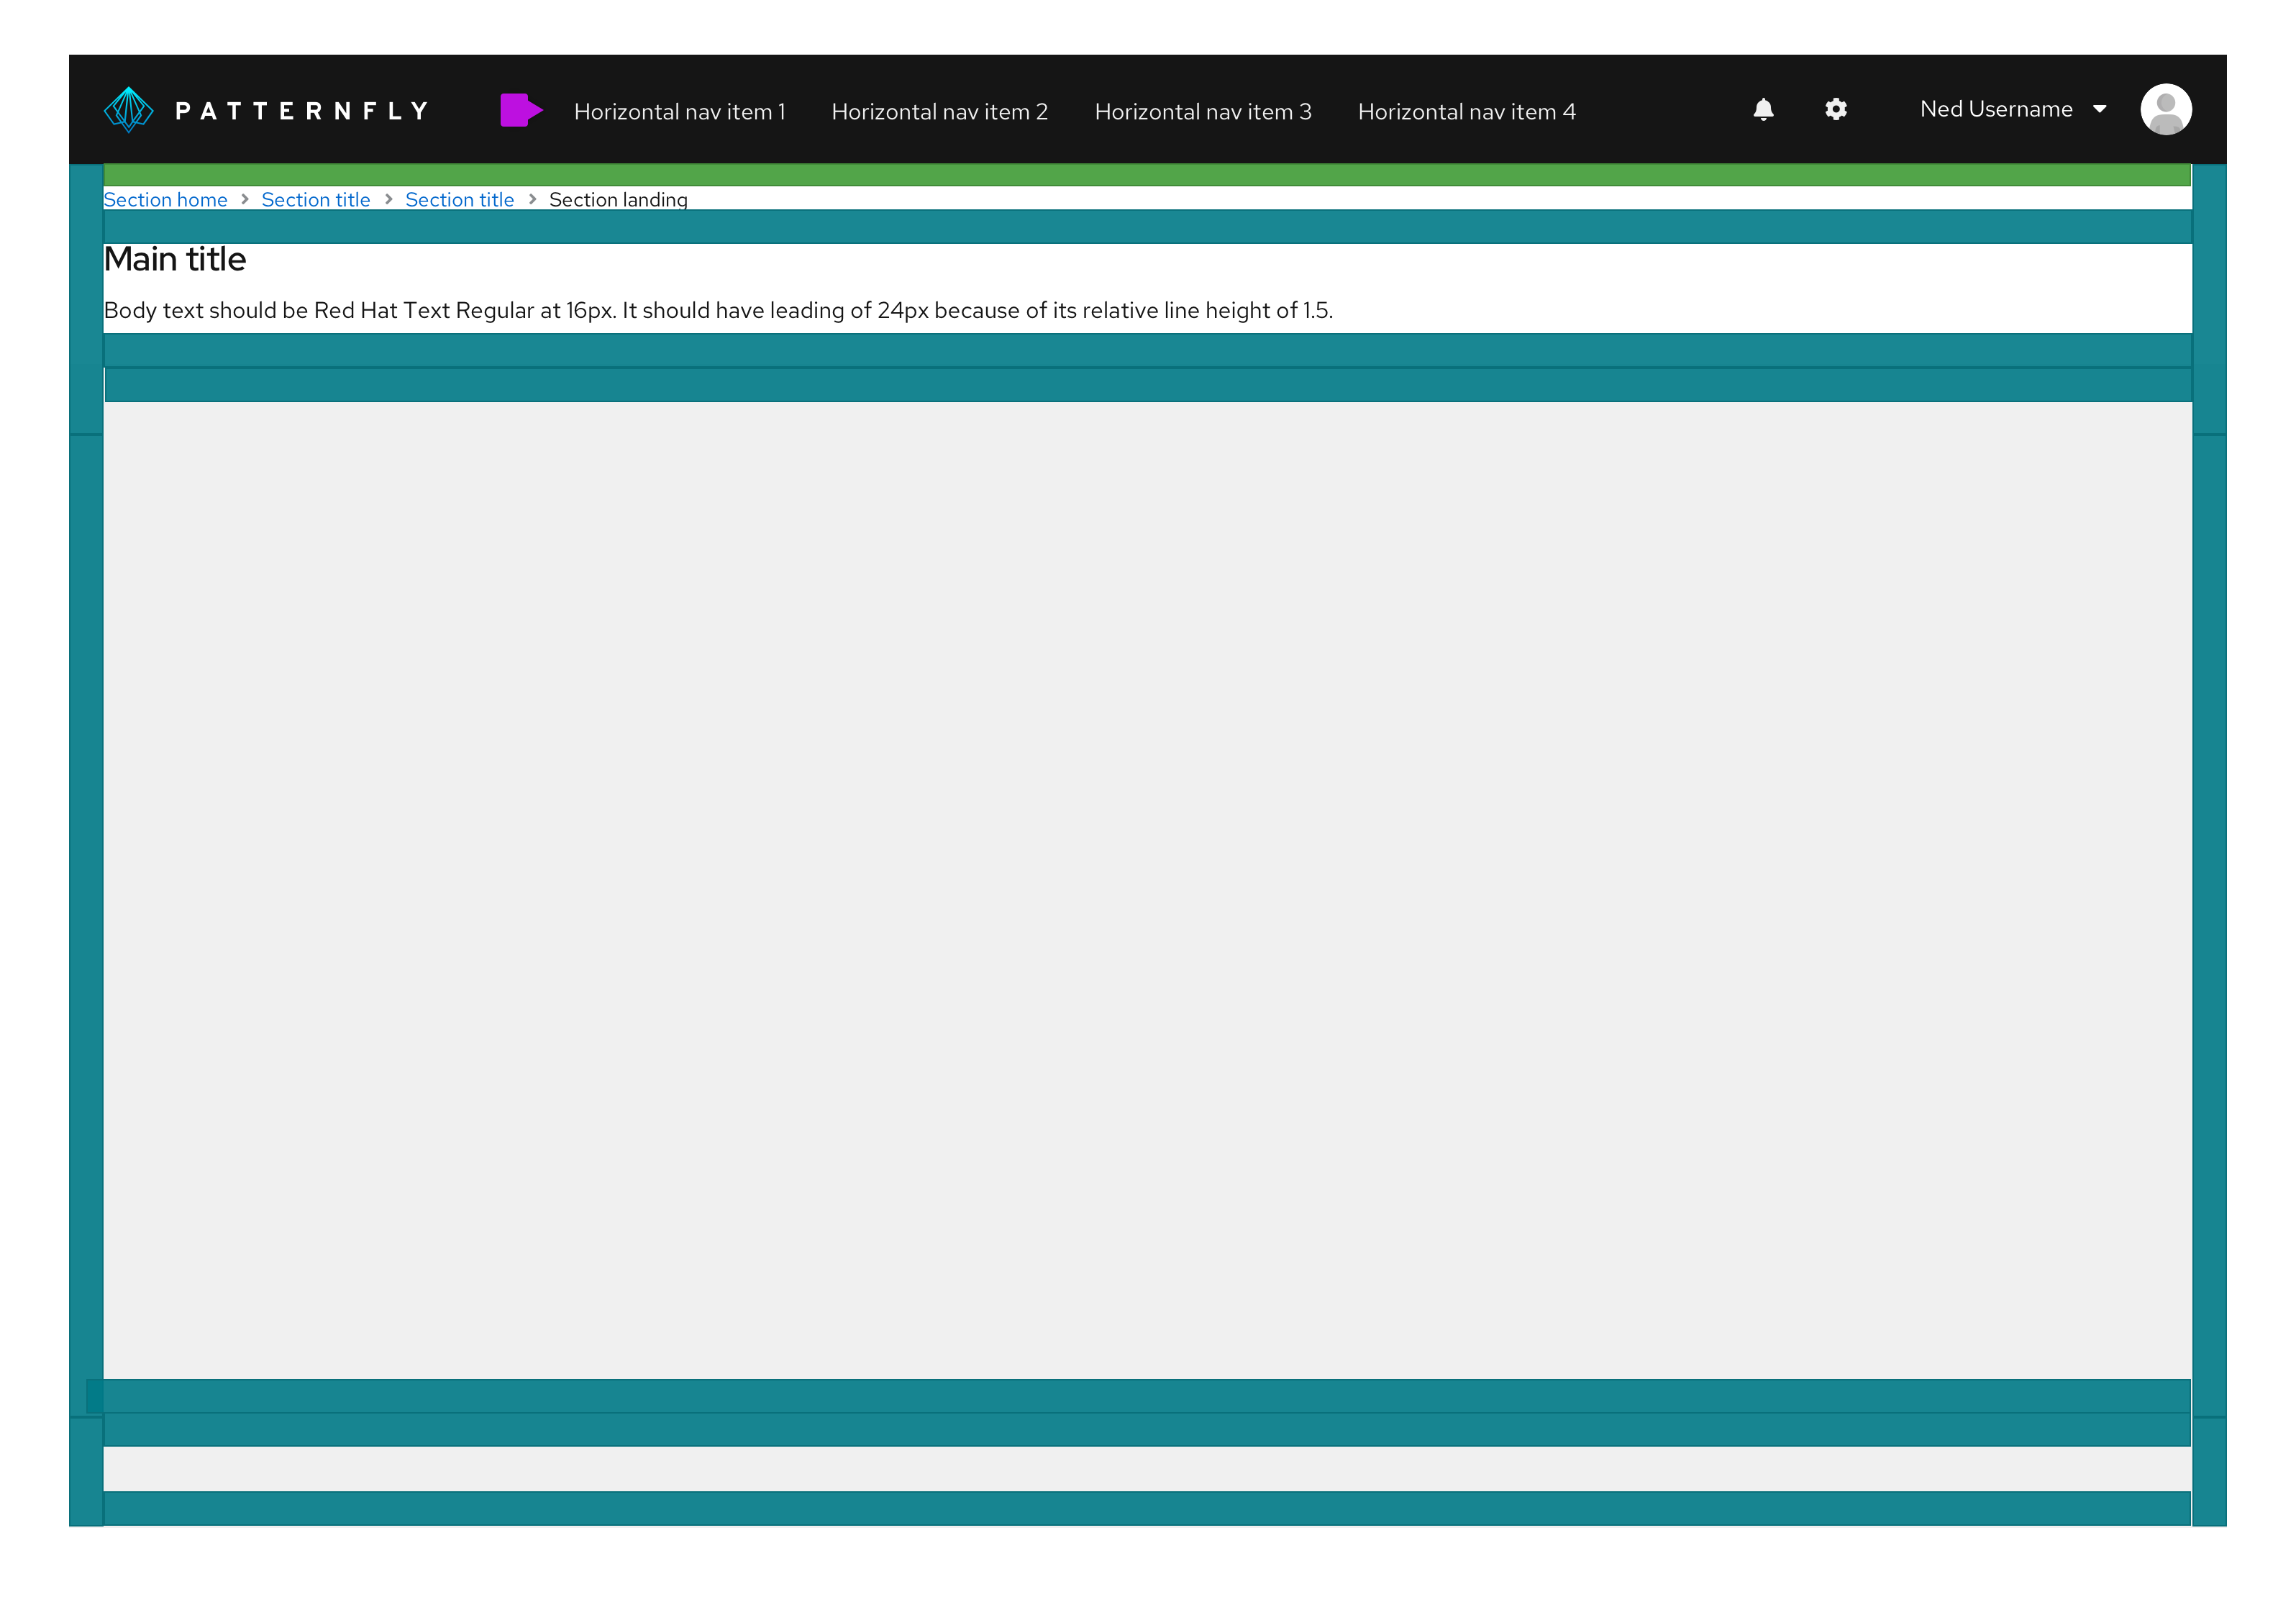 PATTERNFLY Horizontal nav item 1 Horizontal nav item 2 Horizontal nav item 3 Horizontal nav item 4 Ned Username
Section home > Section title > Section title > Section landing
Main title
Body text should be Red Hat Text Regular at 16px. It should have leading of 24px because of its relative line height of 1.5.